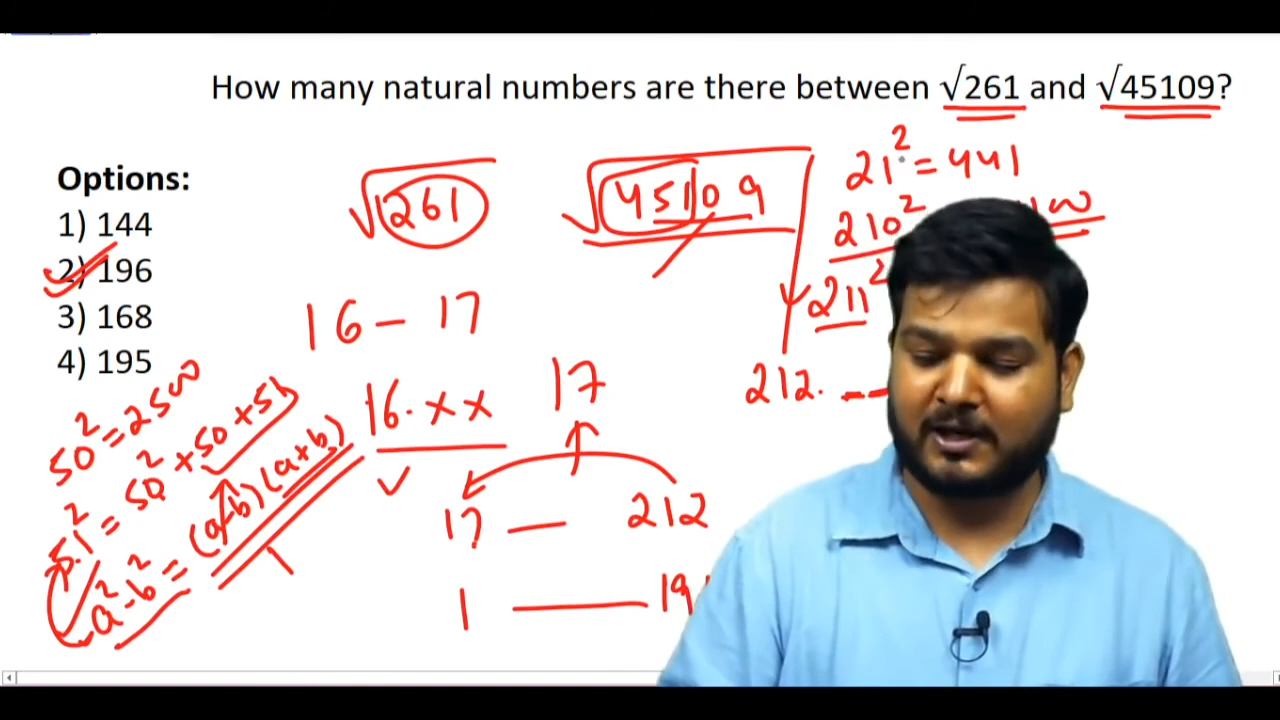 How many natural numbers are there between √261 and √45109?
Options:
1) 144
2) 196
3) 168
4) 195
√261
√45109
21² = 441
210²
211²
212.
16 – 17
16.xx
17
17 — 212
1 — 19
50² = 2500
51² = 50² + 50 + 51
a² - b² = (a-b)(a+b)
1